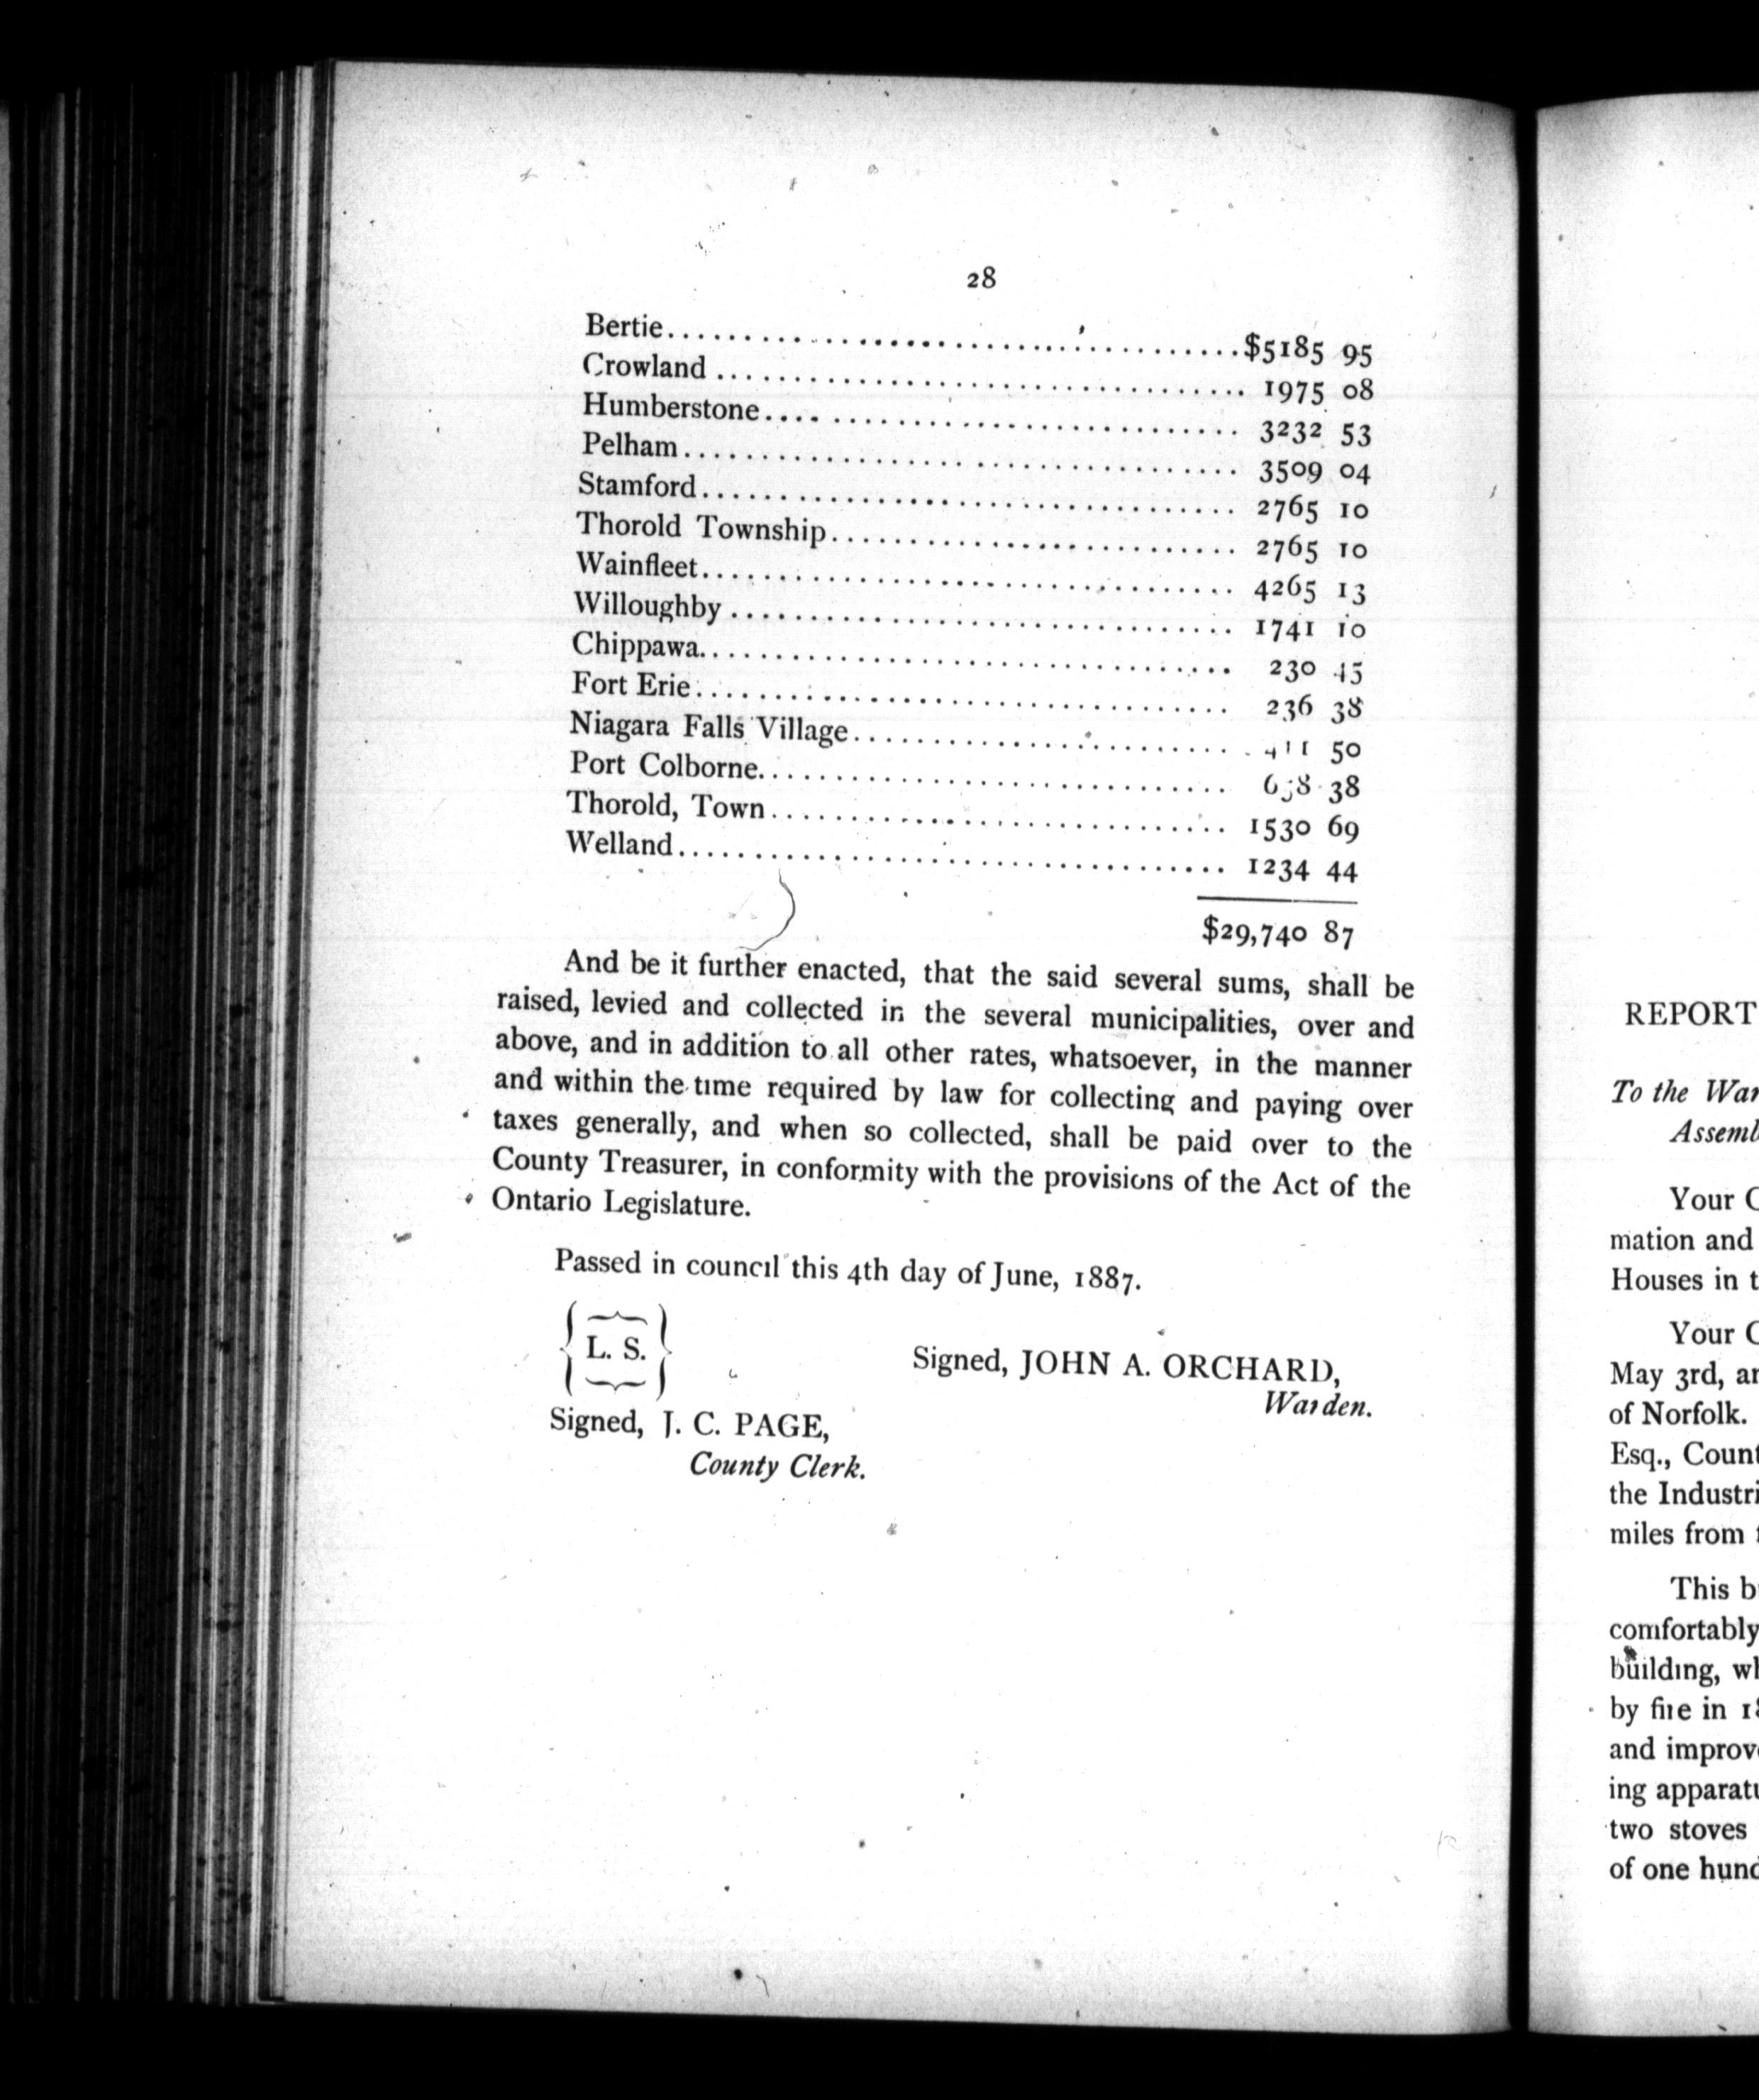 28
Bertie........................................$5185 95
Crowland ........................................ 1975 08
Humberstone........................................ 3232 53
Pelham........................................ 3509 04
Stamford........................................ 2765 10
Thorold Township........................................ 2765 10
Wainfleet........................................ 4265 13
Willoughby ........................................ 1741 10
Chippawa........................................ 230 45
Fort Erie........................................ 236 38
Niagara Falls Village........................................ 411 50
Port Colborne........................................ 658 38
Thorold, Town........................................ 1530 69
Welland........................................ 1234 44
$29,740 87
And be it further enacted, that the said several sums, shall be
raised, levied and collected in the several municipalities, over and
above, and in addition to all other rates, whatsoever, in the manner
and within the time required by law for collecting and paying over
taxes generally, and when so collected, shall be paid over to the
County Treasurer, in conformity with the provisions of the Act of the
Ontario Legislature.
Passed in council this 4th day of June, 1887.
L. S.
Signed, JOHN A. ORCHARD,
Warden.
Signed, J. C. PAGE,
County Clerk.
REPORT
To the War
Assemb
Your C
mation and
Houses in t
Your C
May 3rd, an
of Norfolk.
Esq., Count
the Industri
miles from
This b
comfortably
building, wh
by fire in 18
and improv
ing apparatu
two stoves
of one hund